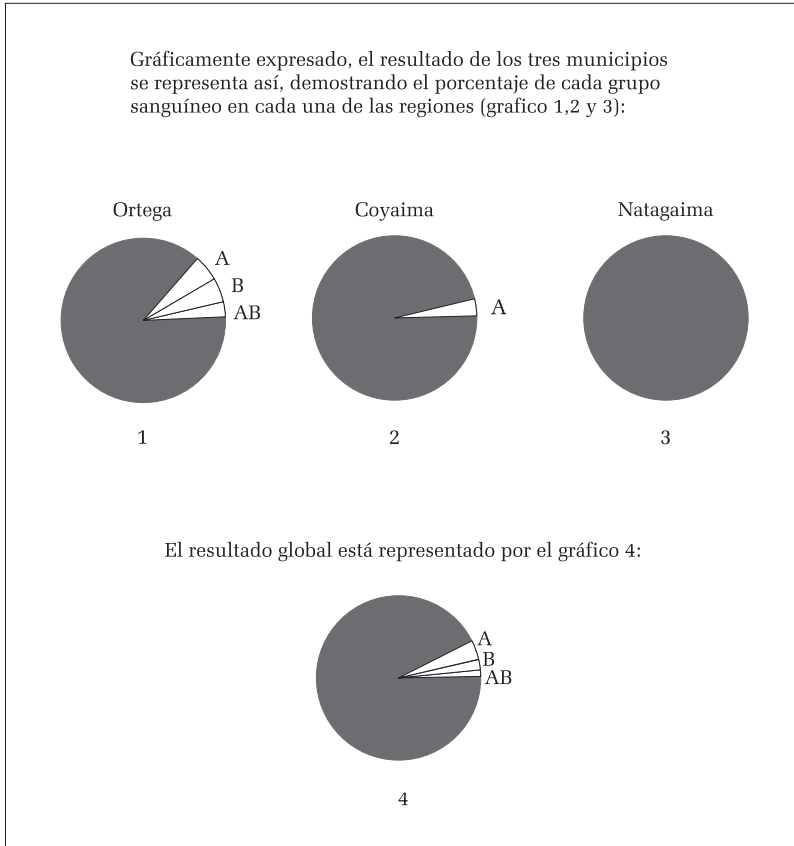 Gráficamente expresado, el resultado de los tres municipios
se representa así, demostrando el porcentaje de cada grupo
sanguíneo en cada una de las regiones (grafico 1,2 y 3):
Ortega
Coyaima
Natagaima
A
B
AB
A
1
2
3
El resultado global está representado por el gráfico 4:
A
B
AB
4